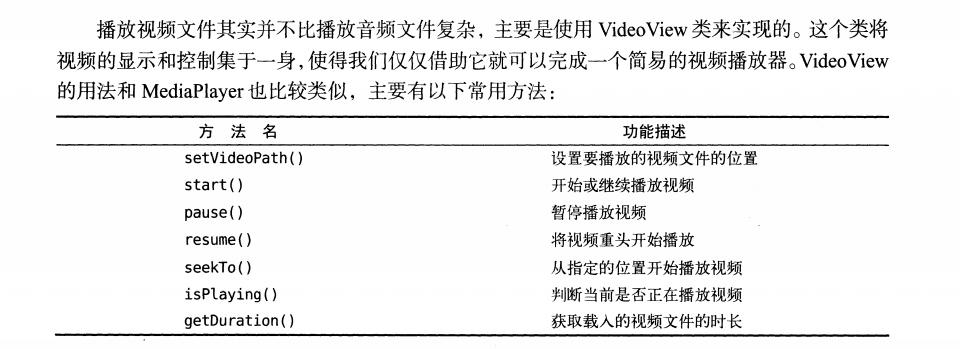 播放视频文件其实并不比播放音频文件复杂，主要是使用 VideoView 类来实现的。这个类将
视频的显示和控制集于一身，使得我们仅仅借助它就可以完成一个简易的视频播放器。VideoView
的用法和 MediaPlayer 也比较类似，主要有以下常用方法：
方 法 名 功能描述
setVideoPath() 设置要播放的视频文件的位置
start() 开始或继续播放视频
pause() 暂停播放视频
resume() 将视频重头开始播放
seekTo() 从指定的位置开始播放视频
isPlaying() 判断当前是否正在播放视频
getDuration() 获取载入的视频文件的时长